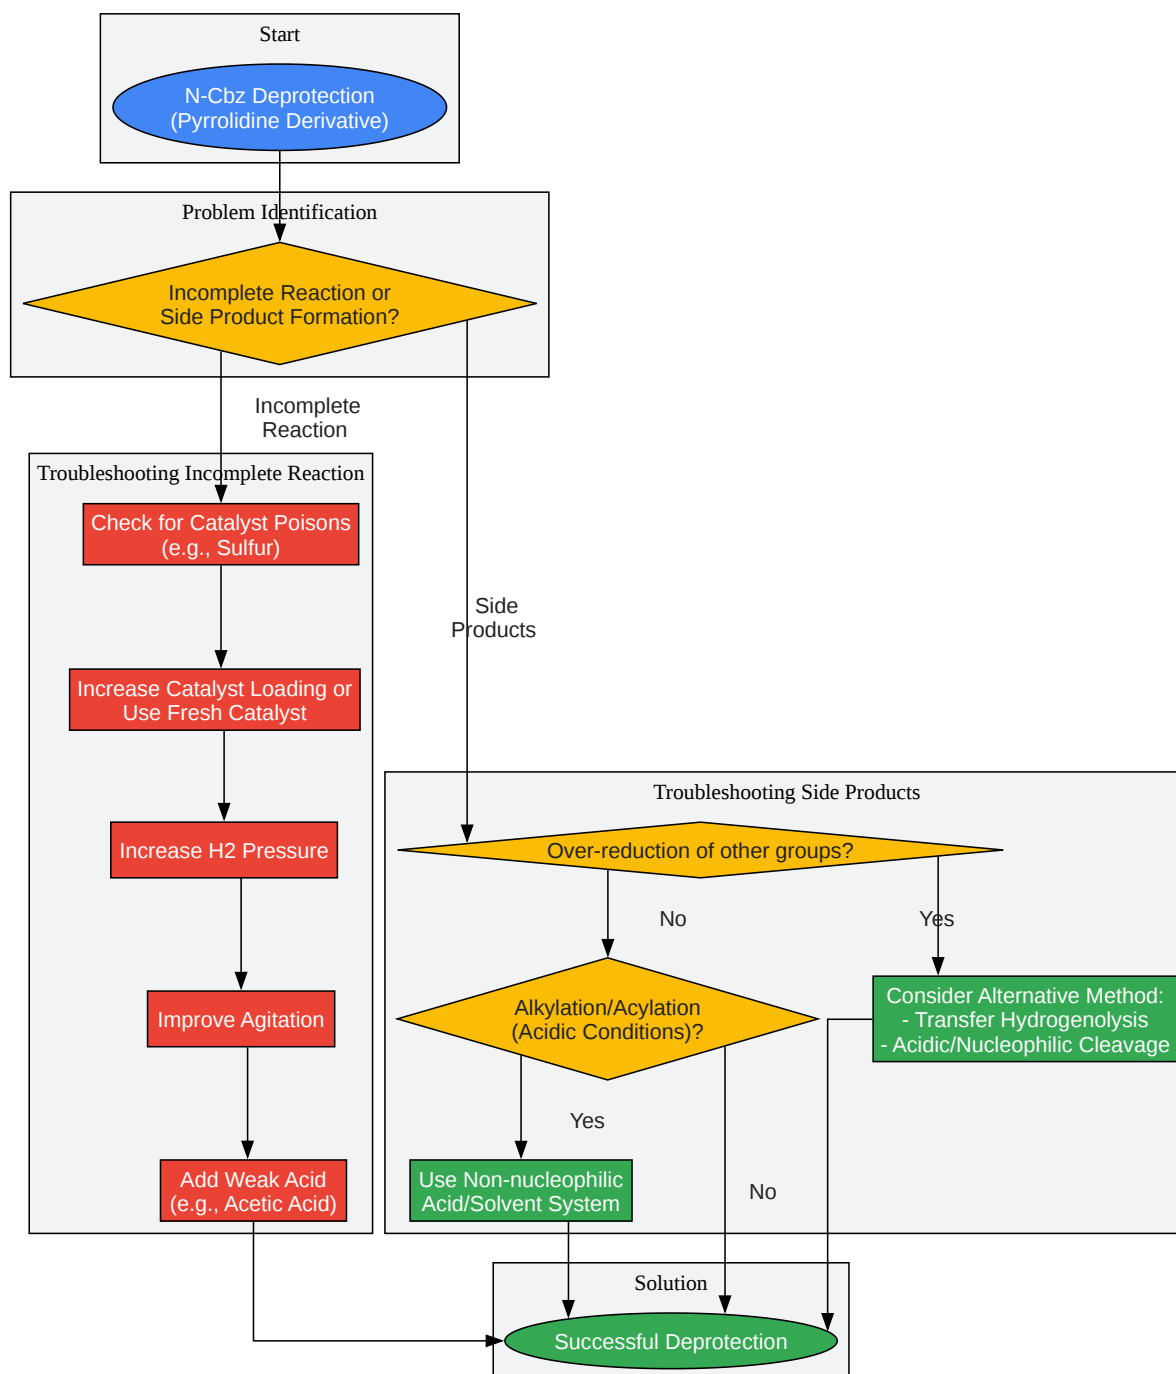 Start
N-Cbz Deprotection
(Pyrrolidine Derivative)
Problem Identification
Incomplete Reaction or
Side Product Formation?
Incomplete
Reaction
Troubleshooting Incomplete Reaction
Check for Catalyst Poisons
(e.g., Sulfur)
Side
Products
Increase Catalyst Loading or
Use Fresh Catalyst
Troubleshooting Side Products
Increase H2 Pressure
Over-reduction of other groups?
No
Yes
Improve Agitation
Alkylation/Acylation
(Acidic Conditions)?
Consider Alternative Method:
- Transfer Hydrogenolysis
- Acidic/Nucleophilic Cleavage
Yes
Add Weak Acid
(e.g., Acetic Acid)
Use Non-nucleophilic
Acid/Solvent System
No
Solution
Successful Deprotection